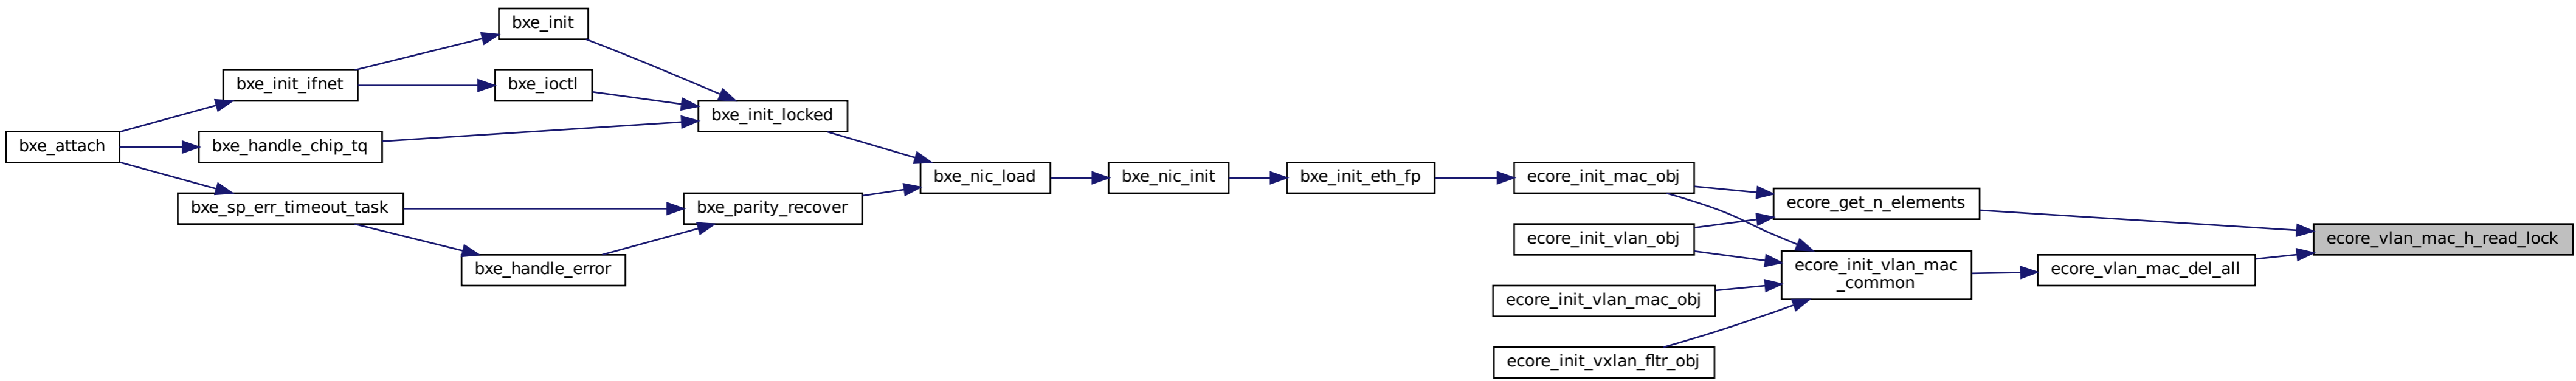 bxe_init
bxe_init_ifnet
bxe_ioctl
bxe_init_locked
bxe_attach
bxe_handle_chip_tq
bxe_nic_load
bxe_nic_init
bxe_init_eth_fp
ecore_init_mac_obj
bxe_sp_err_timeout_task
bxe_parity_recover
ecore_get_n_elements
ecore_init_vlan_obj
ecore_vlan_mac_h_read_lock
bxe_handle_error
ecore_init_vlan_mac
_common
ecore_vlan_mac_del_all
ecore_init_vlan_mac_obj
ecore_init_vxlan_fltr_obj